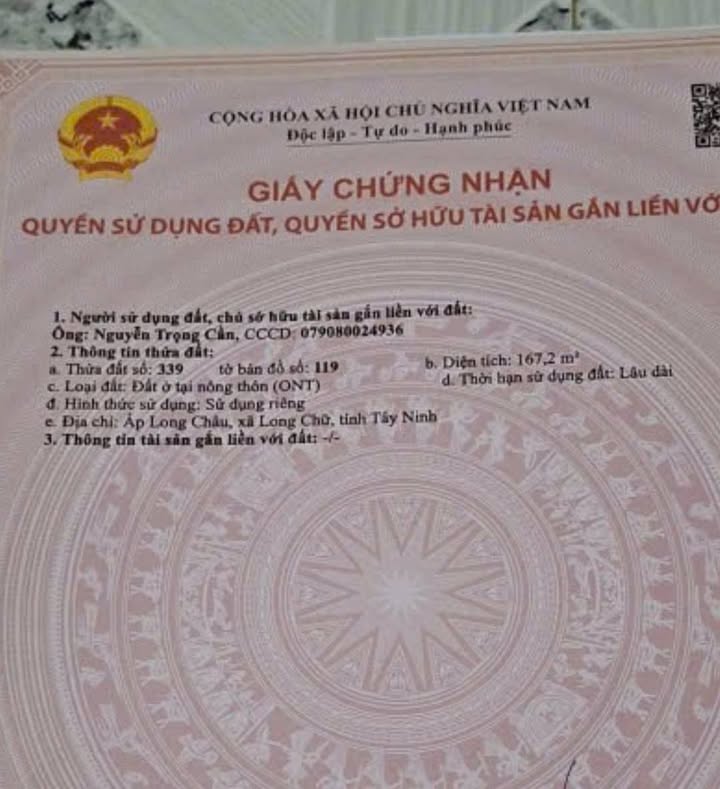 CỘNG HÒA XÃ HỘI CHỦ NGHĨA VIỆT NAM
Độc lập - Tự do - Hạnh phúc
GIẤY CHỨNG NHẬN
QUYỀN SỬ DỤNG ĐẤT, QUYỀN SỞ HỮU TÀI SẢN GẮN LIỀN VỚ
1. Người sử dụng đất, chủ sở hữu tài sản gắn liền với đất:
Ông: Nguyễn Trọng Cần, CCCD: 079080024936
2. Thông tin thửa đất:
a. Thửa đất số: 339 tờ bản đồ số: 119 b. Diện tích: 167,2 m²
c. Loại đất: Đất ở tại nông thôn (ONT) d. Thời hạn sử dụng đất: Lâu dài
đ. Hình thức sử dụng: Sử dụng riêng
e. Địa chỉ: Ấp Long Châu, xã Long Chữ, tỉnh Tây Ninh
3. Thông tin tài sản gắn liền với đất: -/-